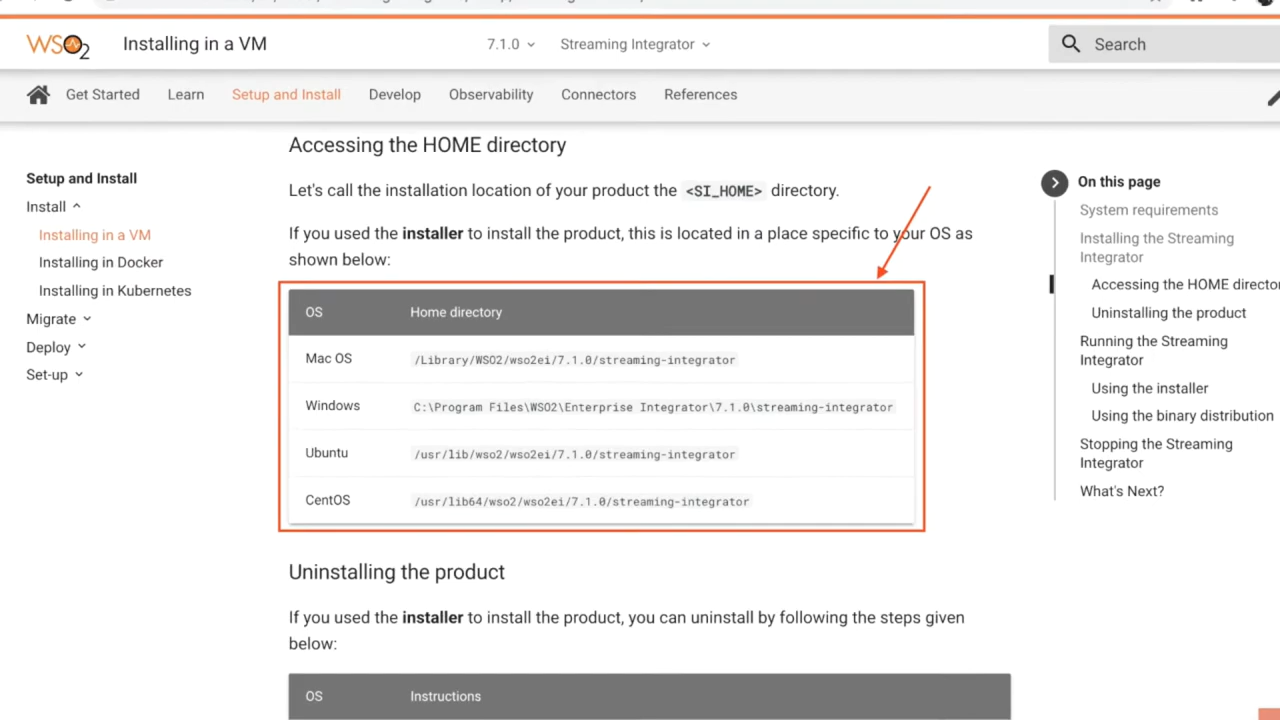 WSO2
Installing in a VM
7.1.0
Streaming Integrator
Search
Get Started
Learn
Setup and Install
Develop
Observability
Connectors
References
Setup and Install
Install
Installing in a VM
Installing in Docker
Installing in Kubernetes
Migrate
Deploy
Set-up
Accessing the HOME directory
Let's call the installation location of your product the <SI_HOME> directory.
If you used the installer to install the product, this is located in a place specific to your OS as
shown below:
OS Home directory
Mac OS /Library/WSO2/wso2ei/7.1.0/streaming-integrator
Windows C:\Program Files\WSO2\Enterprise Integrator\7.1.0\streaming-integrator
Ubuntu /usr/lib/wso2/wso2ei/7.1.0/streaming-integrator
CentOS /usr/lib64/wso2/wso2ei/7.1.0/streaming-integrator
Uninstalling the product
If you used the installer to install the product, you can uninstall by following the steps given
below:
OS Instructions
On this page
System requirements
Installing the Streaming
Integrator
Accessing the HOME director
Uninstalling the product
Running the Streaming
Integrator
Using the installer
Using the binary distribution
Stopping the Streaming
Integrator
What's Next?